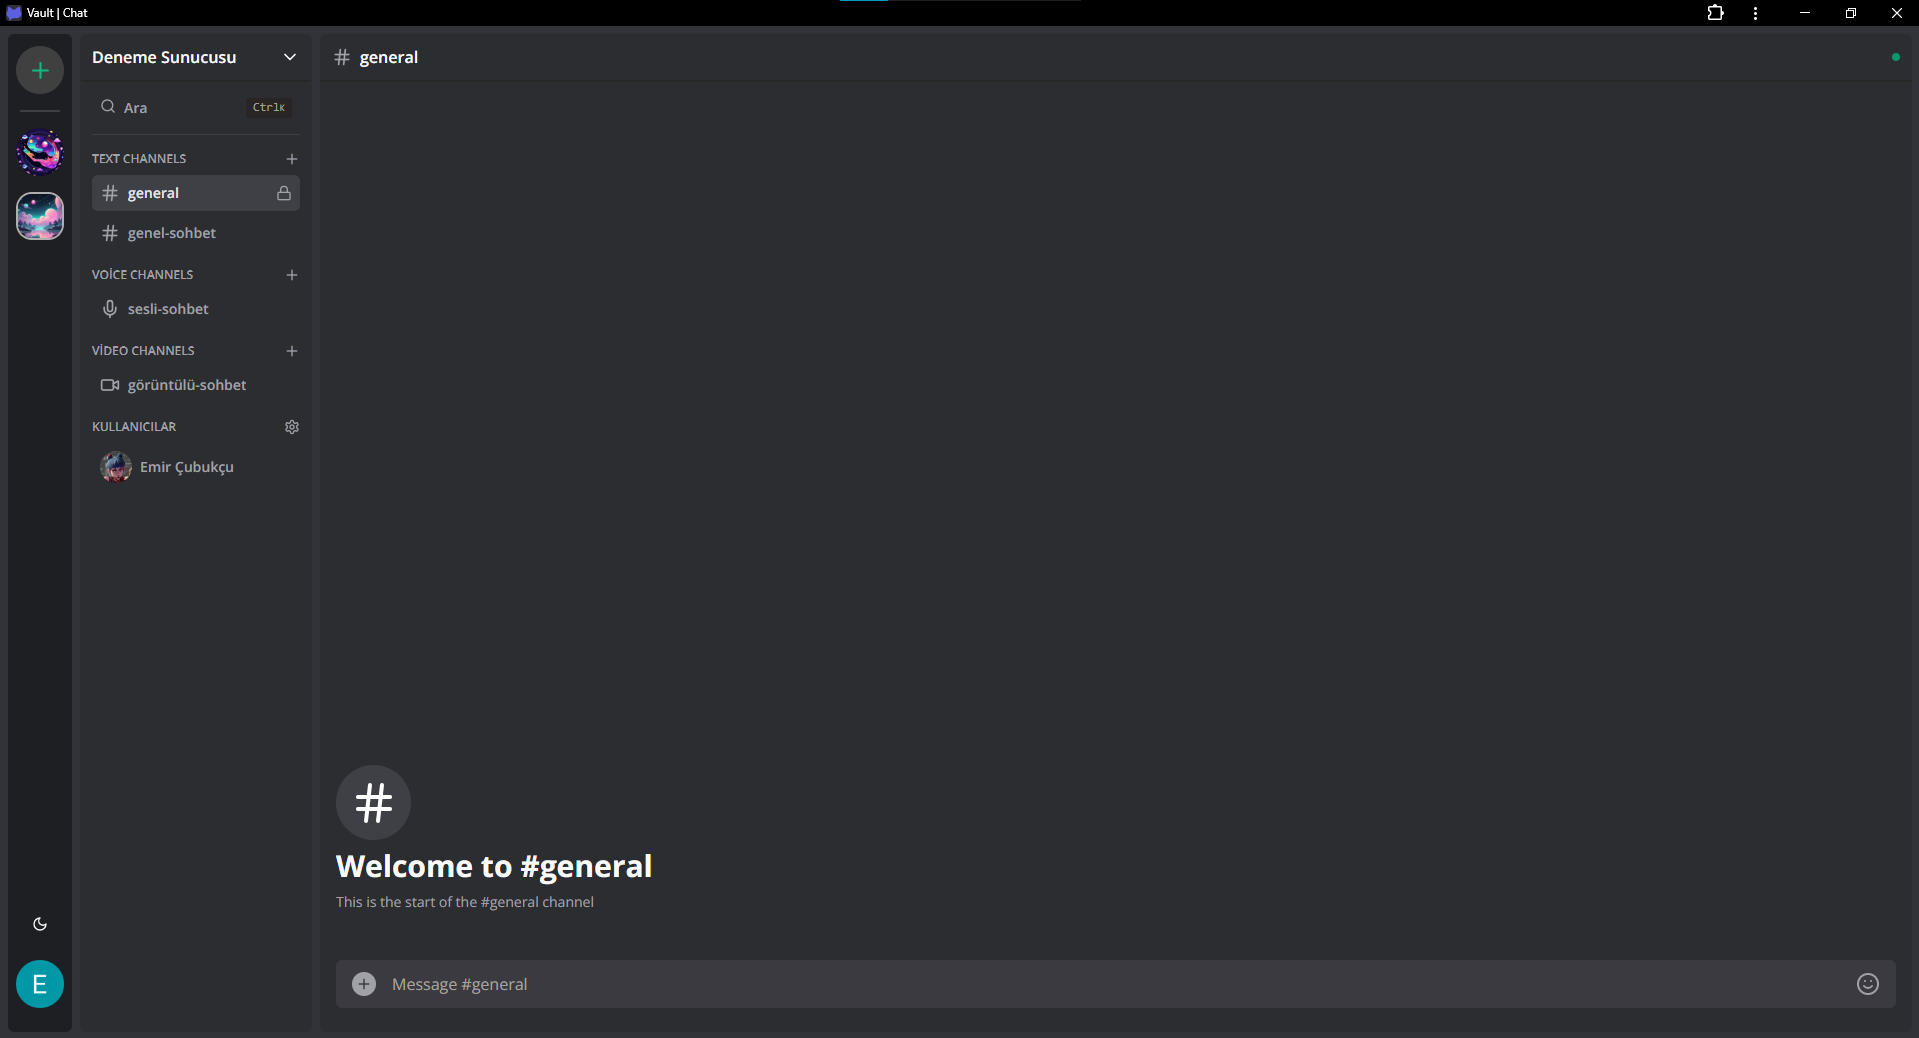 Vault | Chat
Deneme Sunucusu
# general
Ara
CtrlK
TEXT CHANNELS
# general
# genel-sohbet
VOİCE CHANNELS
sesli-sohbet
VİDEO CHANNELS
görüntülü-sohbet
KULLANICILAR
Emir Çubukçu
#
Welcome to #general
This is the start of the #general channel
E
Message #general